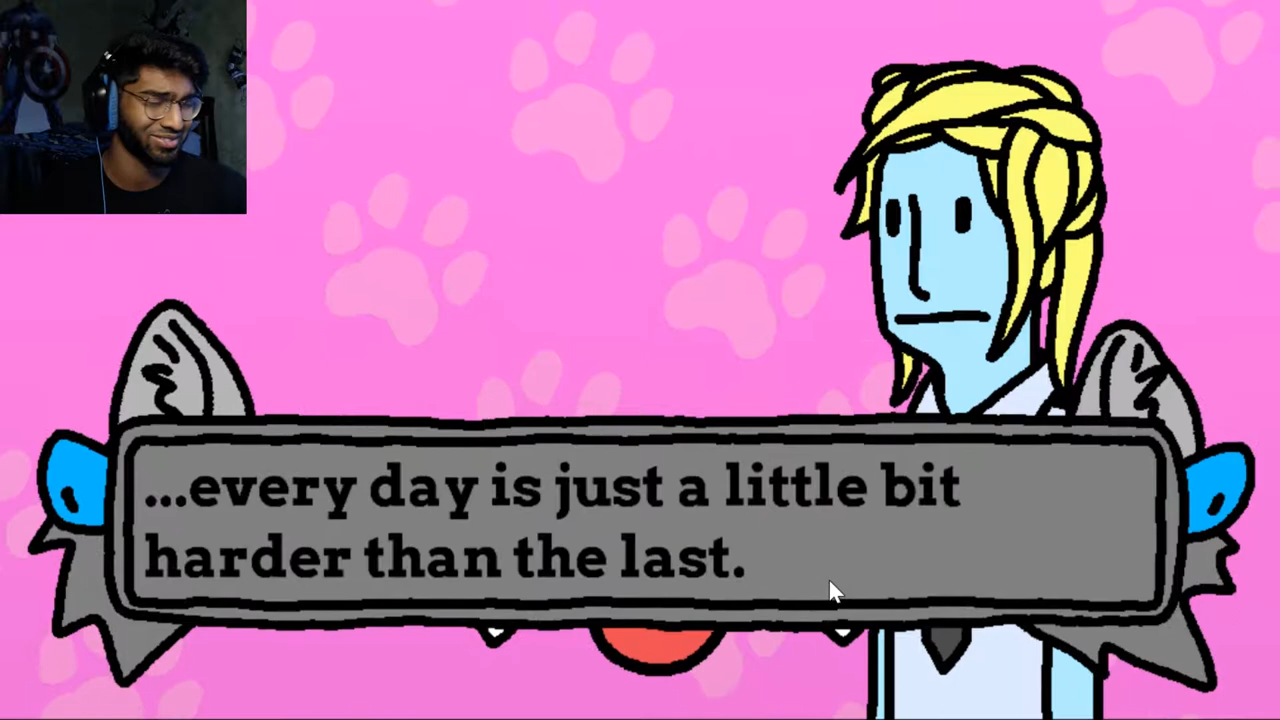 ...every day is just a little bit
harder than the last.